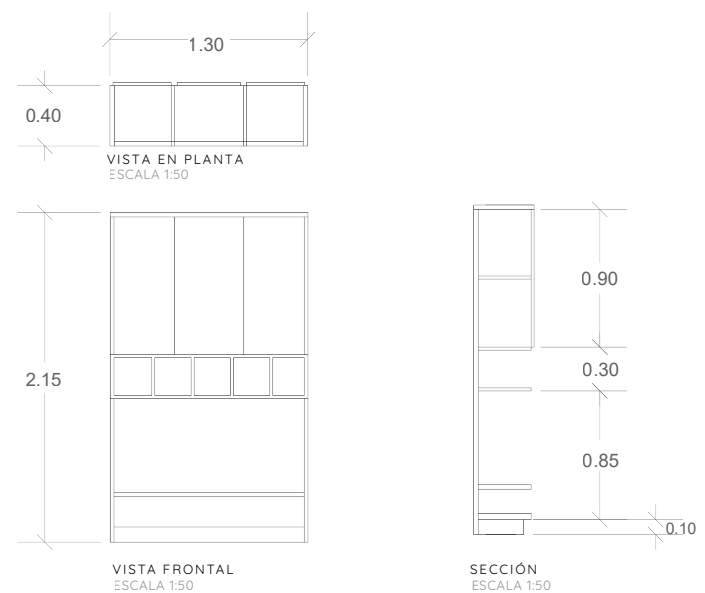 1.30
0.40
VISTA EN PLANTA
ESCALA 1:50
2.15
0.90
0.30
0.85
0.10
VISTA FRONTAL
ESCALA 1:50
SECCIÓN
ESCALA 1:50